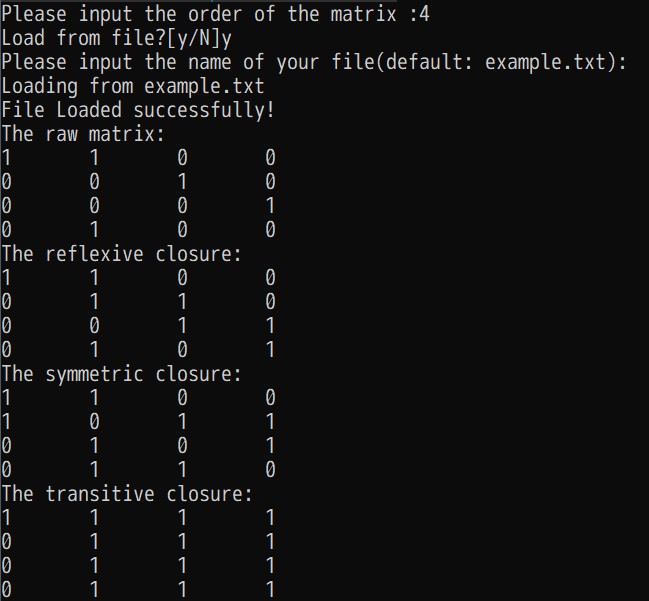 Please input the order of the matrix :4
Load from file?[y/N]y
Please input the name of your file(default: example.txt):
Loading from example.txt
File Loaded successfully!
The raw matrix:
1 1 0 0
0 0 1 0
0 0 0 1
0 1 0 0
The reflexive closure:
1 1 0 0
0 1 1 0
0 0 1 1
0 1 0 1
The symmetric closure:
1 1 0 0
1 0 1 1
0 1 0 1
0 1 1 0
The transitive closure:
1 1 1 1
0 1 1 1
0 1 1 1
0 1 1 1